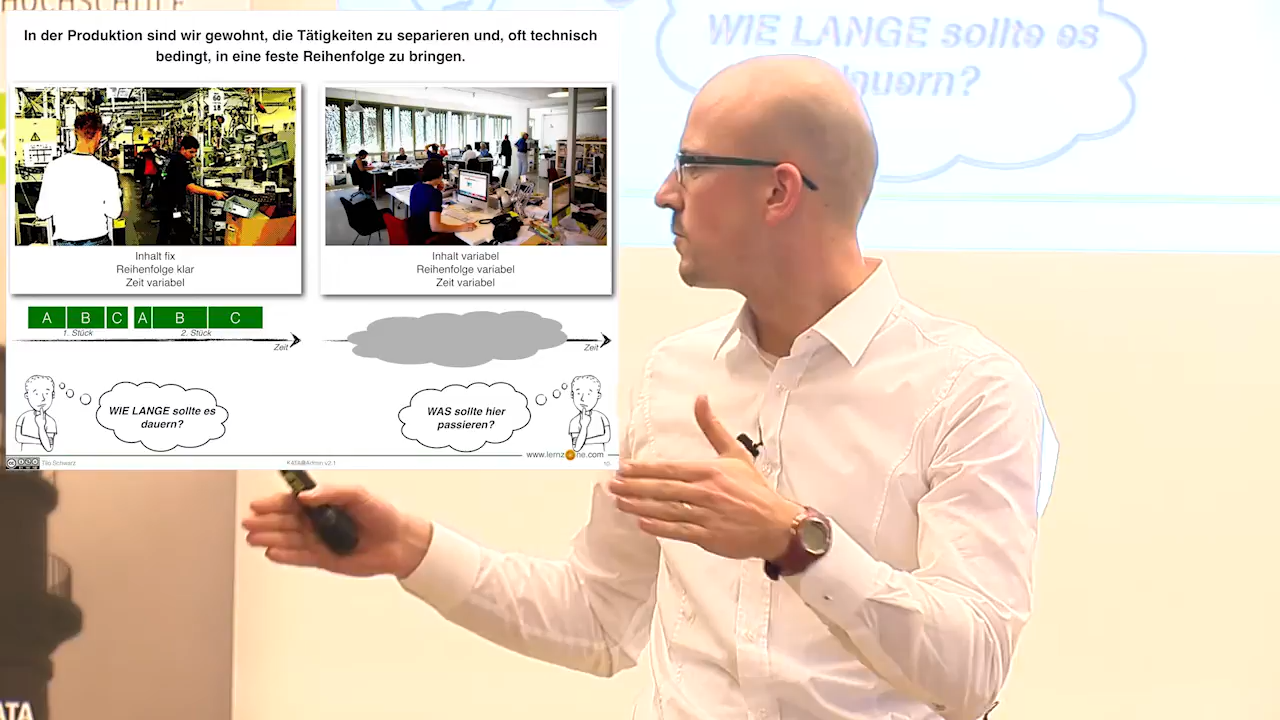 HOCHSCHULE
WIE LANGE sollte es
dauern?
In der Produktion sind wir gewohnt, die Tätigkeiten zu separieren und, oft technisch
bedingt, in eine feste Reihenfolge zu bringen.
Inhalt fix
Reihenfolge klar
Zeit variabel
Inhalt variabel
Reihenfolge variabel
Zeit variabel
A B C A B C
1. Stück 2. Stück
Zeit
Zeit
WIE LANGE sollte es
dauern?
WAS sollte hier
passieren?
Tilo Schwarz
www.lernzone.com
10
ATA